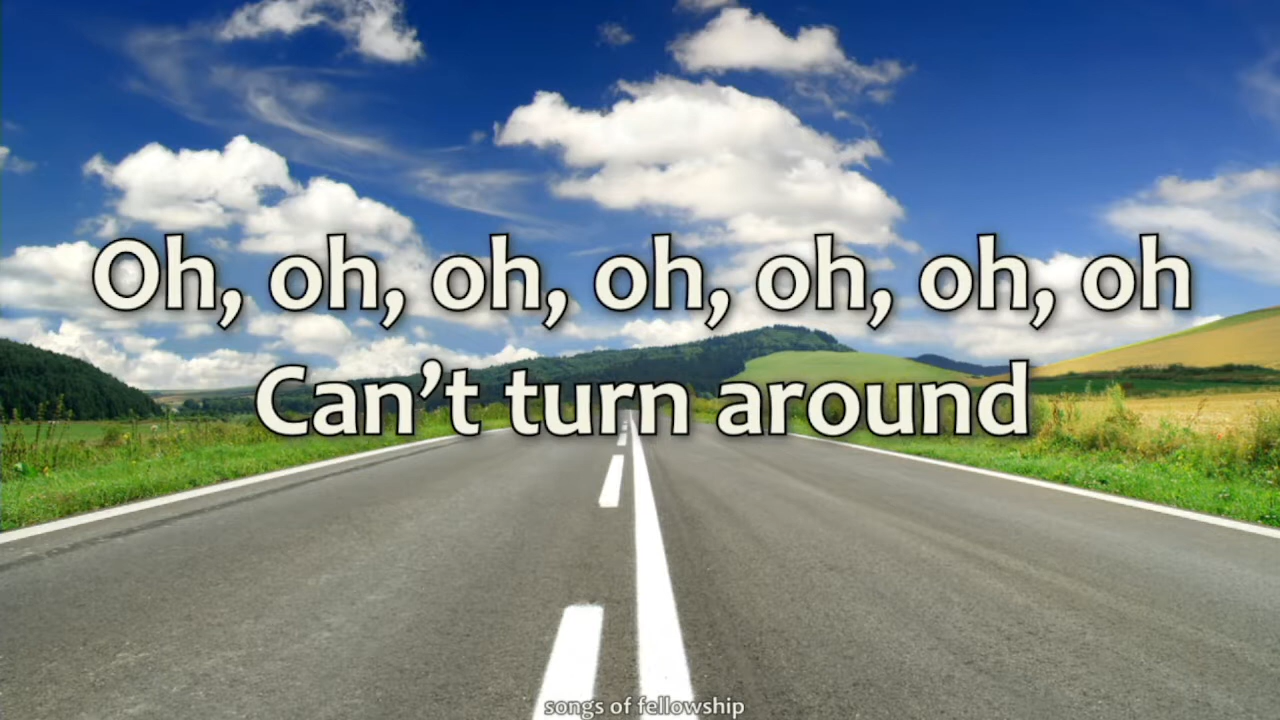 Oh, oh, oh, oh, oh, oh, oh
Can’t turn around
songs of fellowship